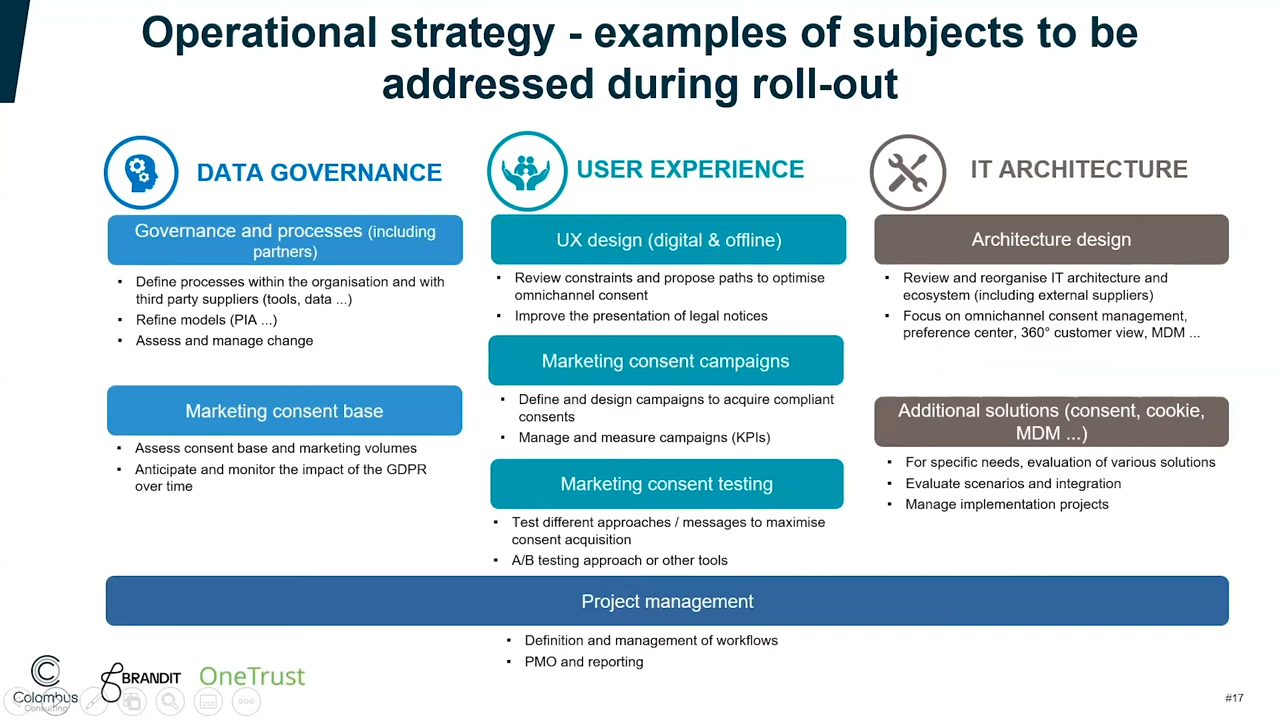 Operational strategy - examples of subjects to be
addressed during roll-out
DATA GOVERNANCE
Governance and processes (including
partners)
▪ Define processes within the organisation and with
third party suppliers (tools, data ...)
▪ Refine models (PIA ...)
▪ Assess and manage change
Marketing consent base
▪ Assess consent base and marketing volumes
▪ Anticipate and monitor the impact of the GDPR
over time
USER EXPERIENCE
UX design (digital & offline)
▪ Review constraints and propose paths to optimise
omnichannel consent
▪ Improve the presentation of legal notices
Marketing consent campaigns
▪ Define and design campaigns to acquire compliant
consents
▪ Manage and measure campaigns (KPIs)
Marketing consent testing
▪ Test different approaches / messages to maximise
consent acquisition
▪ A/B testing approach or other tools
IT ARCHITECTURE
Architecture design
▪ Review and reorganise IT architecture and
ecosystem (including external suppliers)
▪ Focus on omnichannel consent management,
preference center, 360° customer view, MDM ...
Additional solutions (consent, cookie,
MDM ...)
▪ For specific needs, evaluation of various solutions
▪ Evaluate scenarios and integration
▪ Manage implementation projects
Project management
▪ Definition and management of workflows
▪ PMO and reporting
Colombus
Consulting
BRANDIT
OneTrust
#17